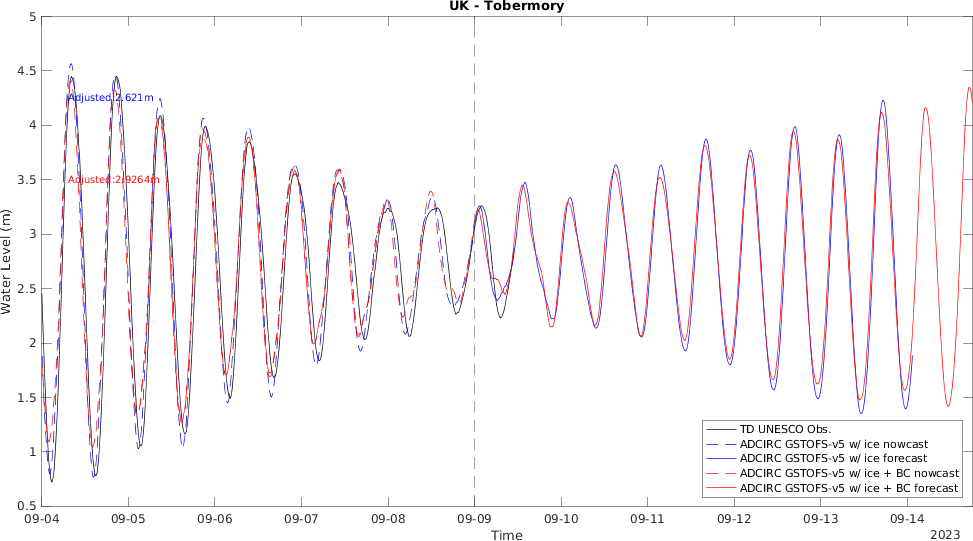 UK - Tobermory
5
4.5
4
3.5
3
2.5
2
1.5
1
0.5
Water Level (m)
Adjusted:2.621m
Adjusted:2.9264m
TD UNESCO Obs.
ADCIRC GSTOFS-v5 w/ ice nowcast
ADCIRC GSTOFS-v5 w/ ice forecast
ADCIRC GSTOFS-v5 w/ ice + BC nowcast
ADCIRC GSTOFS-v5 w/ ice + BC forecast
09-04 09-05 09-06 09-07 09-08 09-09 09-10 09-11 09-12 09-13 09-14
Time
2023